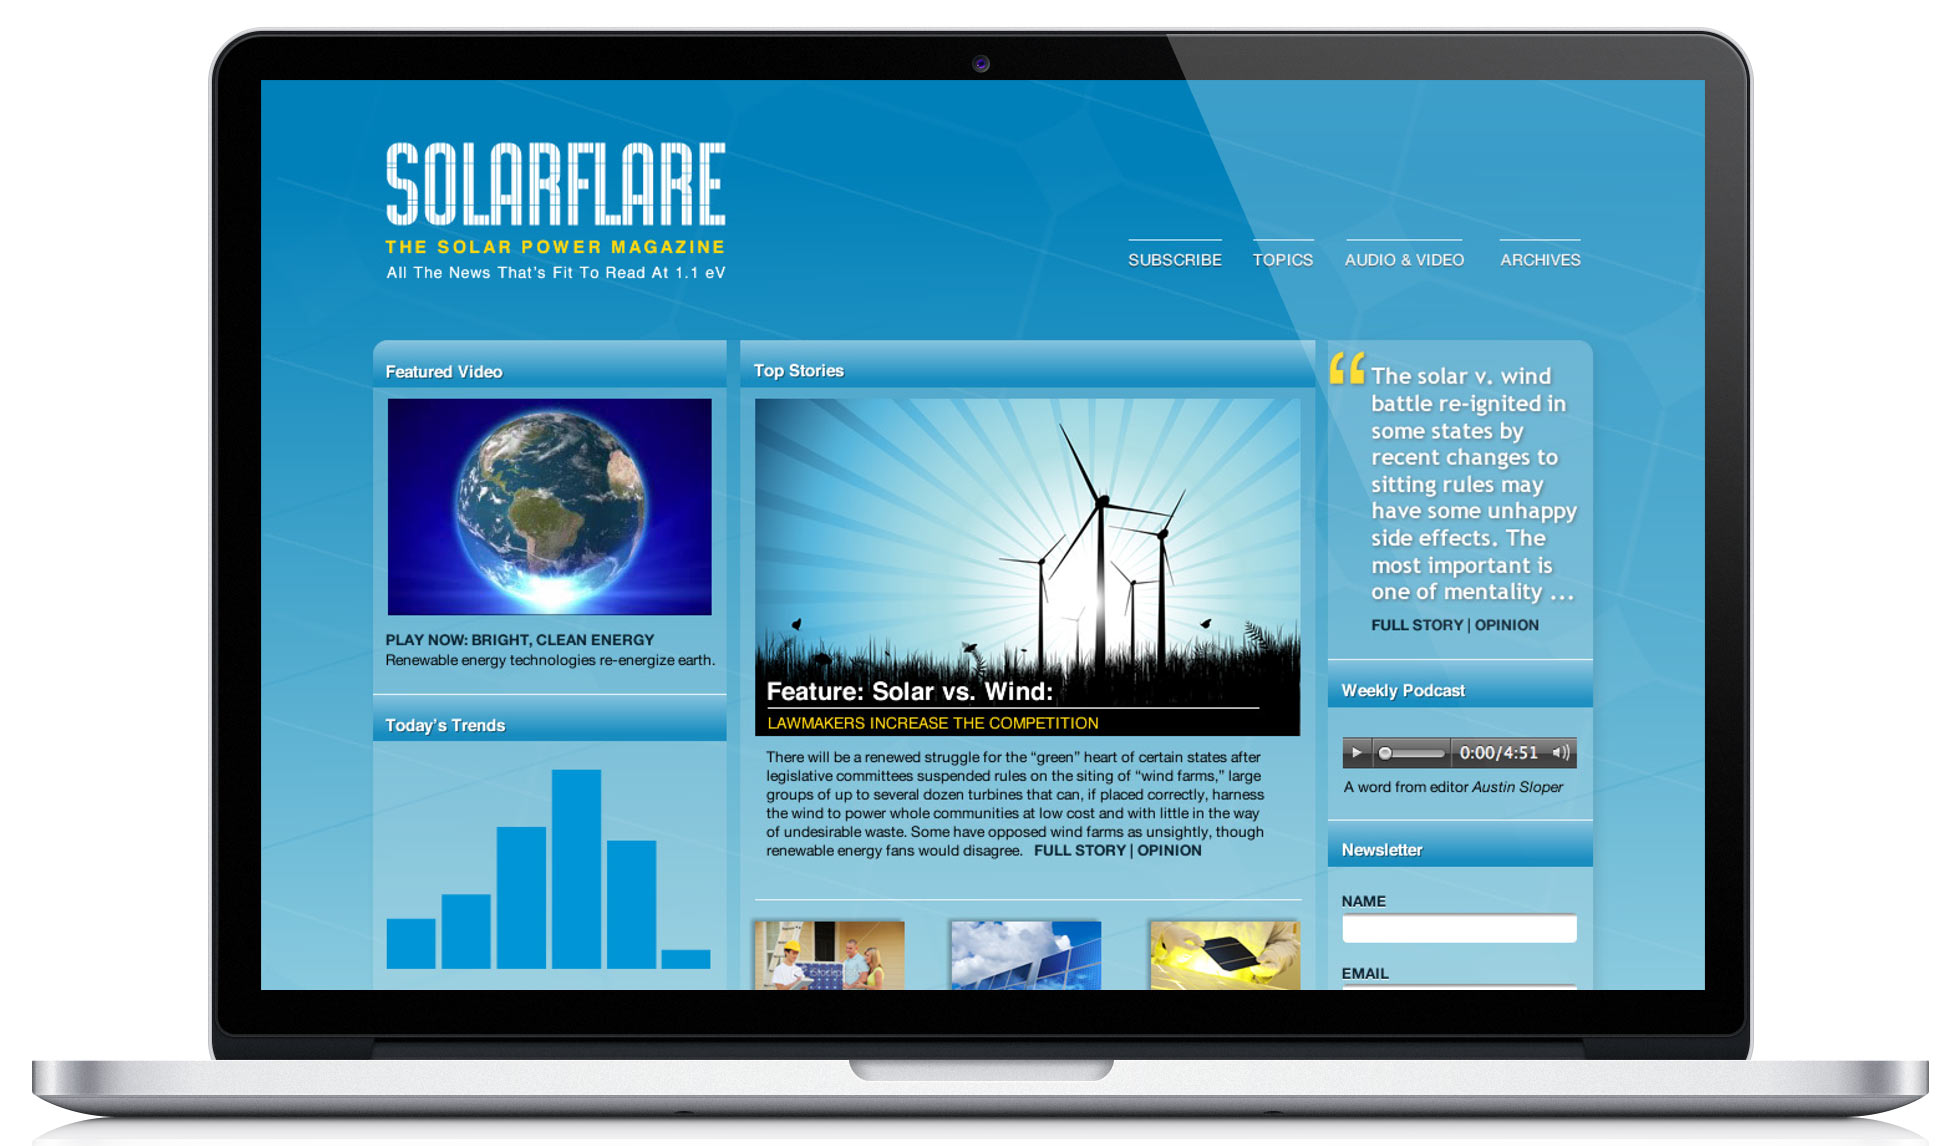 SOLARFLARE
THE SOLAR POWER MAGAZINE
All The News That's Fit To Read At 1.1 eV
SUBSCRIBE
TOPICS
AUDIO & VIDEO
ARCHIVES
Featured Video
PLAY NOW: BRIGHT, CLEAN ENERGY
Renewable energy technologies re-energize earth.
Today's Trends
Top Stories
Feature: Solar vs. Wind:
LAWMAKERS INCREASE THE COMPETITION
There will be a renewed struggle for the “green” heart of certain states after
legislative committees suspended rules on the siting of “wind farms,” large
groups of up to several dozen turbines that can, if placed correctly, harness
the wind to power whole communities at low cost and with little in the way
of undesirable waste. Some have opposed wind farms as unsightly, though
renewable energy fans would disagree. FULL STORY | OPINION
“ The solar v. wind
battle re-ignited in
some states by
recent changes to
sitting rules may
have some unhappy
side effects. The
most important is
one of mentality ...
FULL STORY | OPINION
Weekly Podcast
0:00/4:51
A word from editor Austin Sloper
Newsletter
NAME
EMAIL